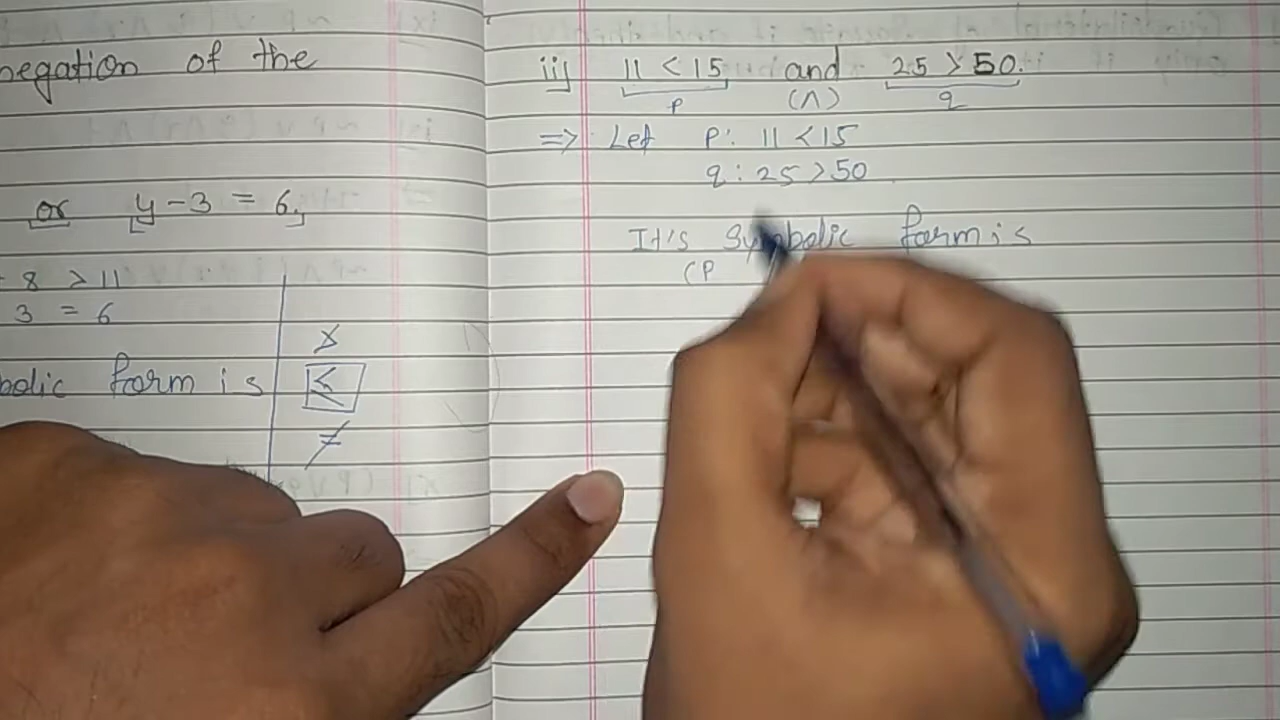 negation of the
or y - 3 = 6.
8 > 11
3 = 6
bolic form is
≯
≤
≠
ii) 11 < 15 and 25 > 50.
p (∧) q
=> Let p : 11 < 15
q : 25 > 50
It's Symbolic form is
(p